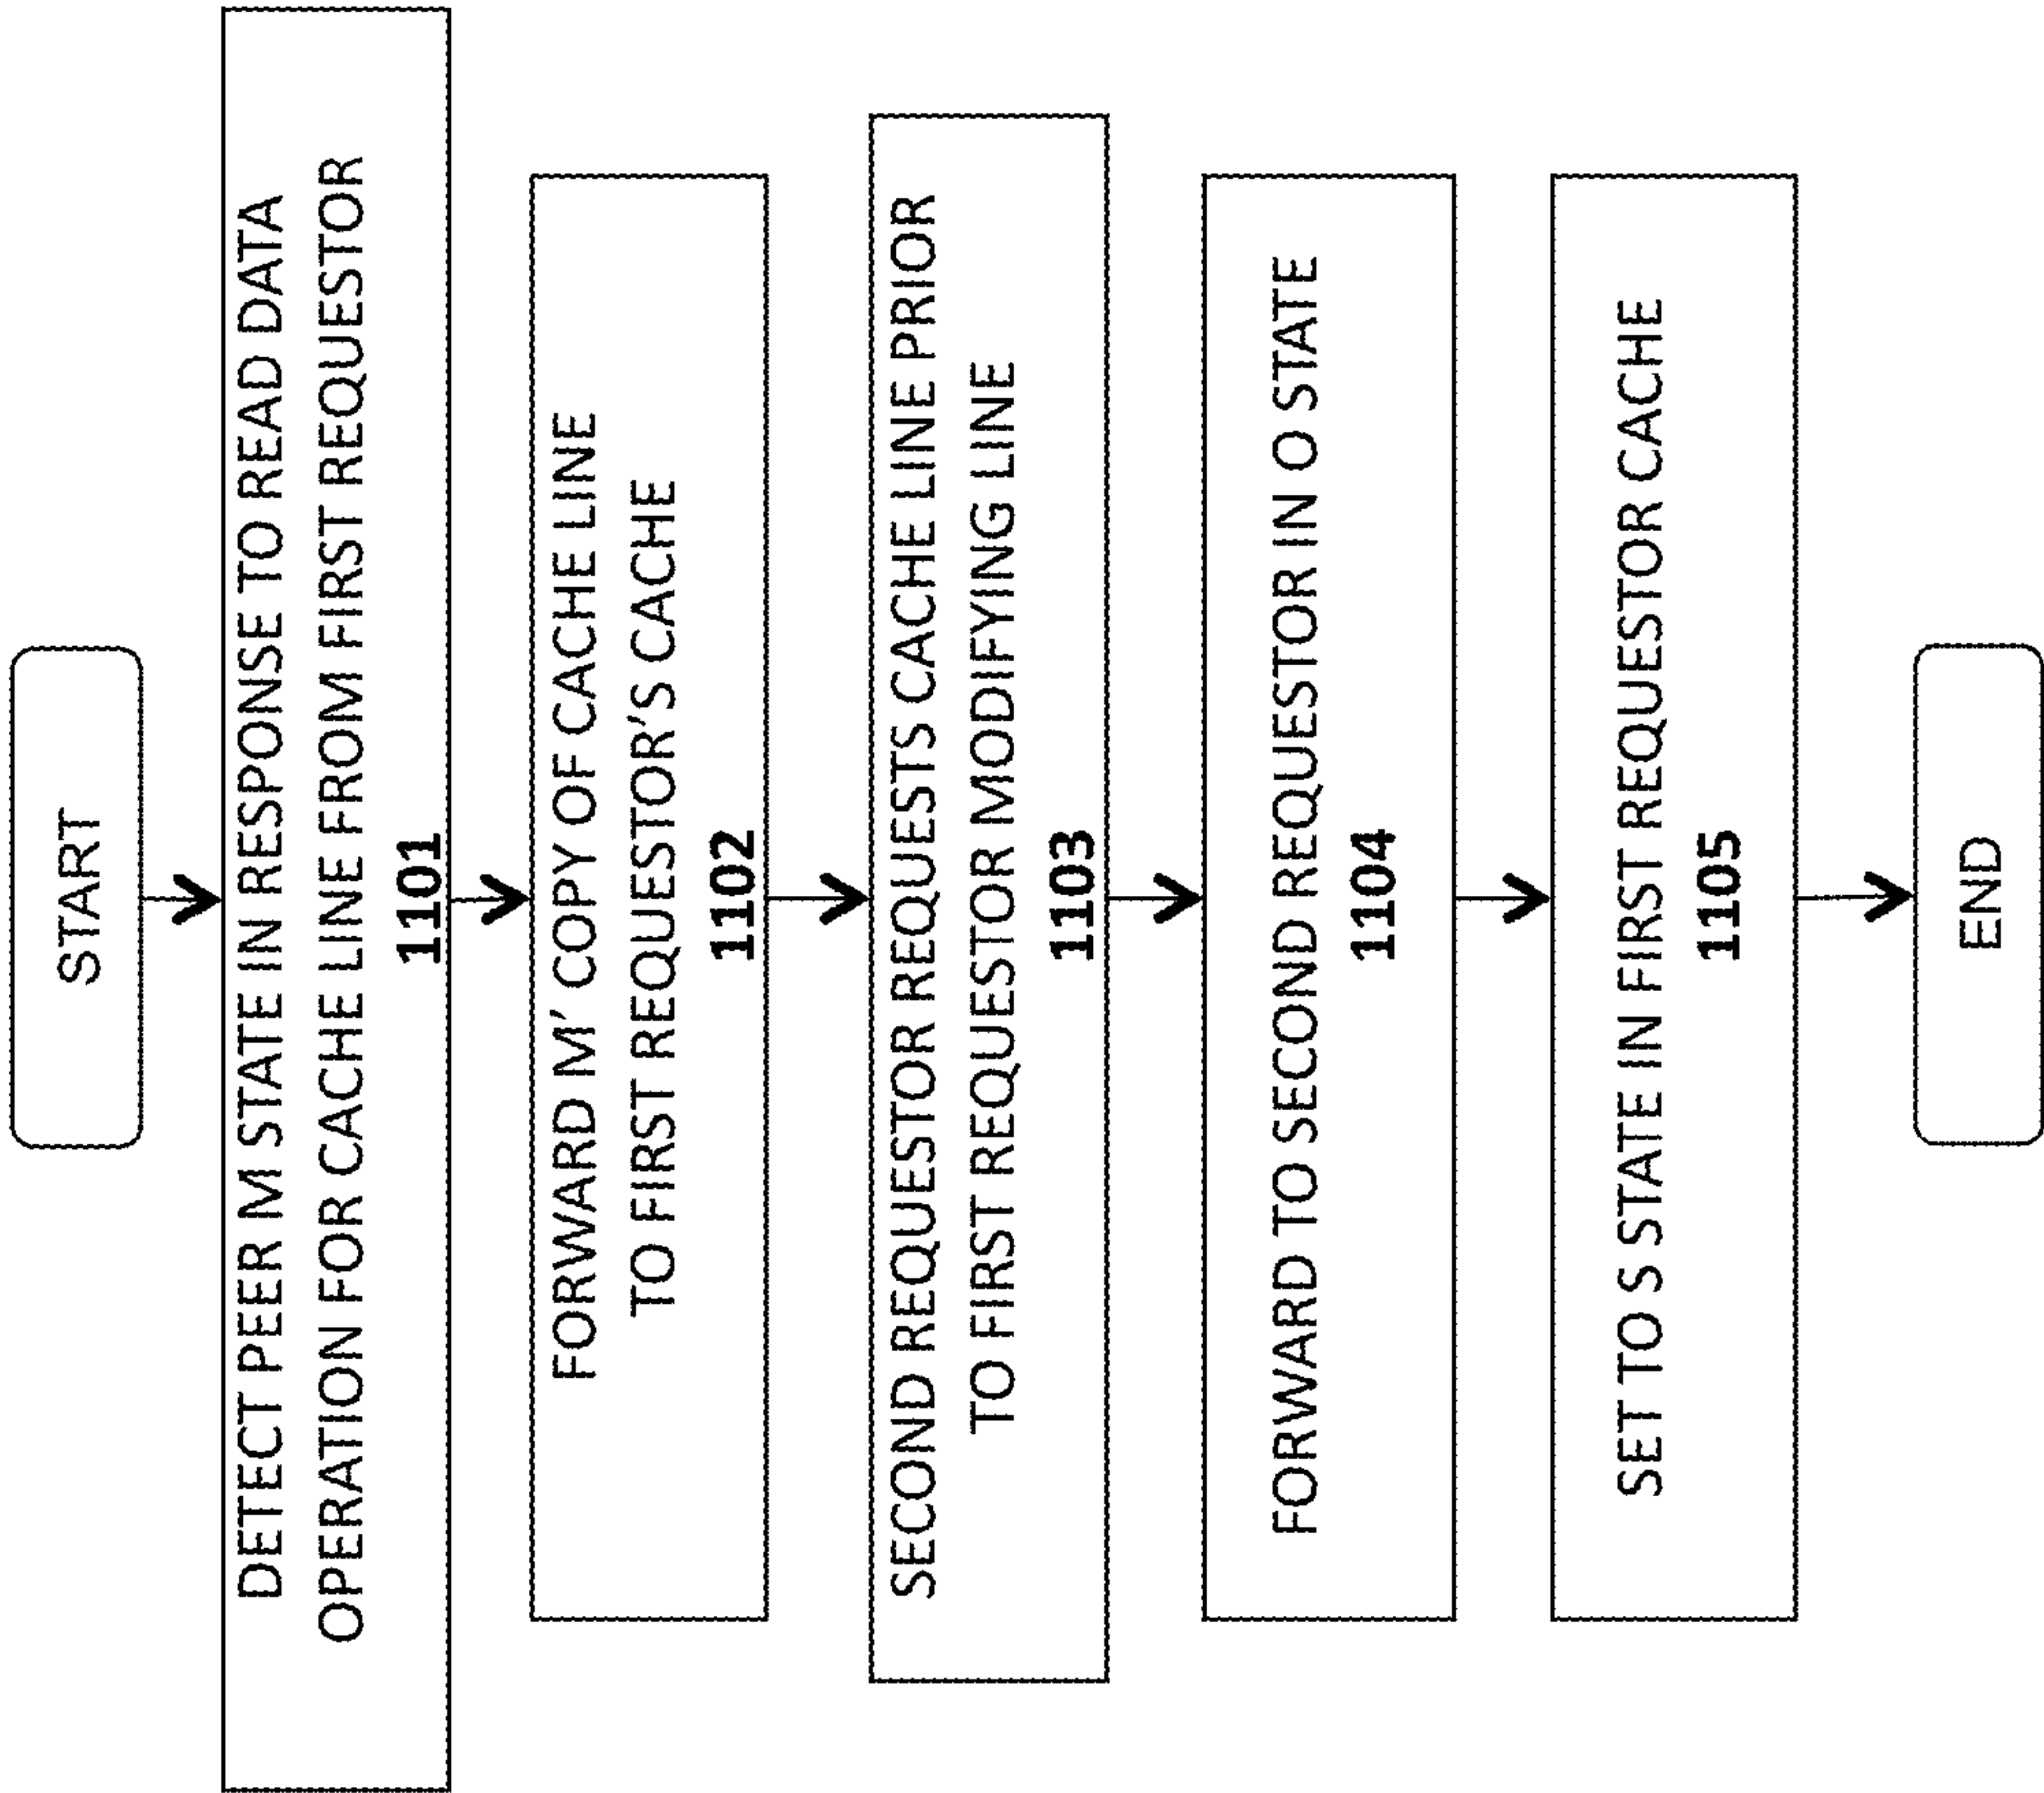 START
DETECT PEER M STATE IN RESPONSE TO READ DATA
OPERATION FOR CACHE LINE FROM FIRST REQUESTOR
1101
FORWARD M' COPY OF CACHE LINE
TO FIRST REQUESTOR'S CACHE
1102
SECOND REQUESTOR REQUESTS CACHE LINE PRIOR
TO FIRST REQUESTOR MODIFYING LINE
1103
FORWARD TO SECOND REQUESTOR IN O STATE
1104
SET TO S STATE IN FIRST REQUESTOR CACHE
1105
END